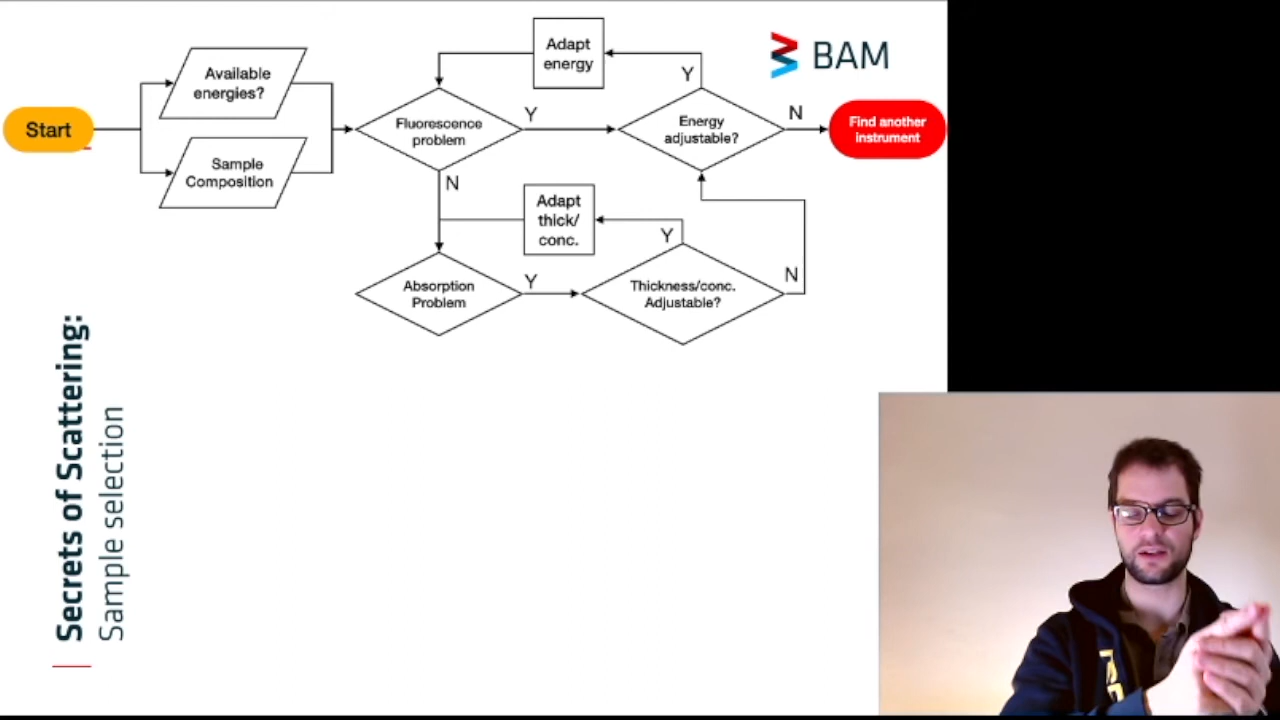 Start
Available
energies?
Sample
Composition
Fluorescence
problem
Y
N
Adapt
energy
Y
Energy
adjustable?
N
Find another
instrument
BAM
Adapt
thick/
conc.
Y
Absorption
Problem
Y
Thickness/conc.
Adjustable?
N
Secrets of Scattering:
Sample selection